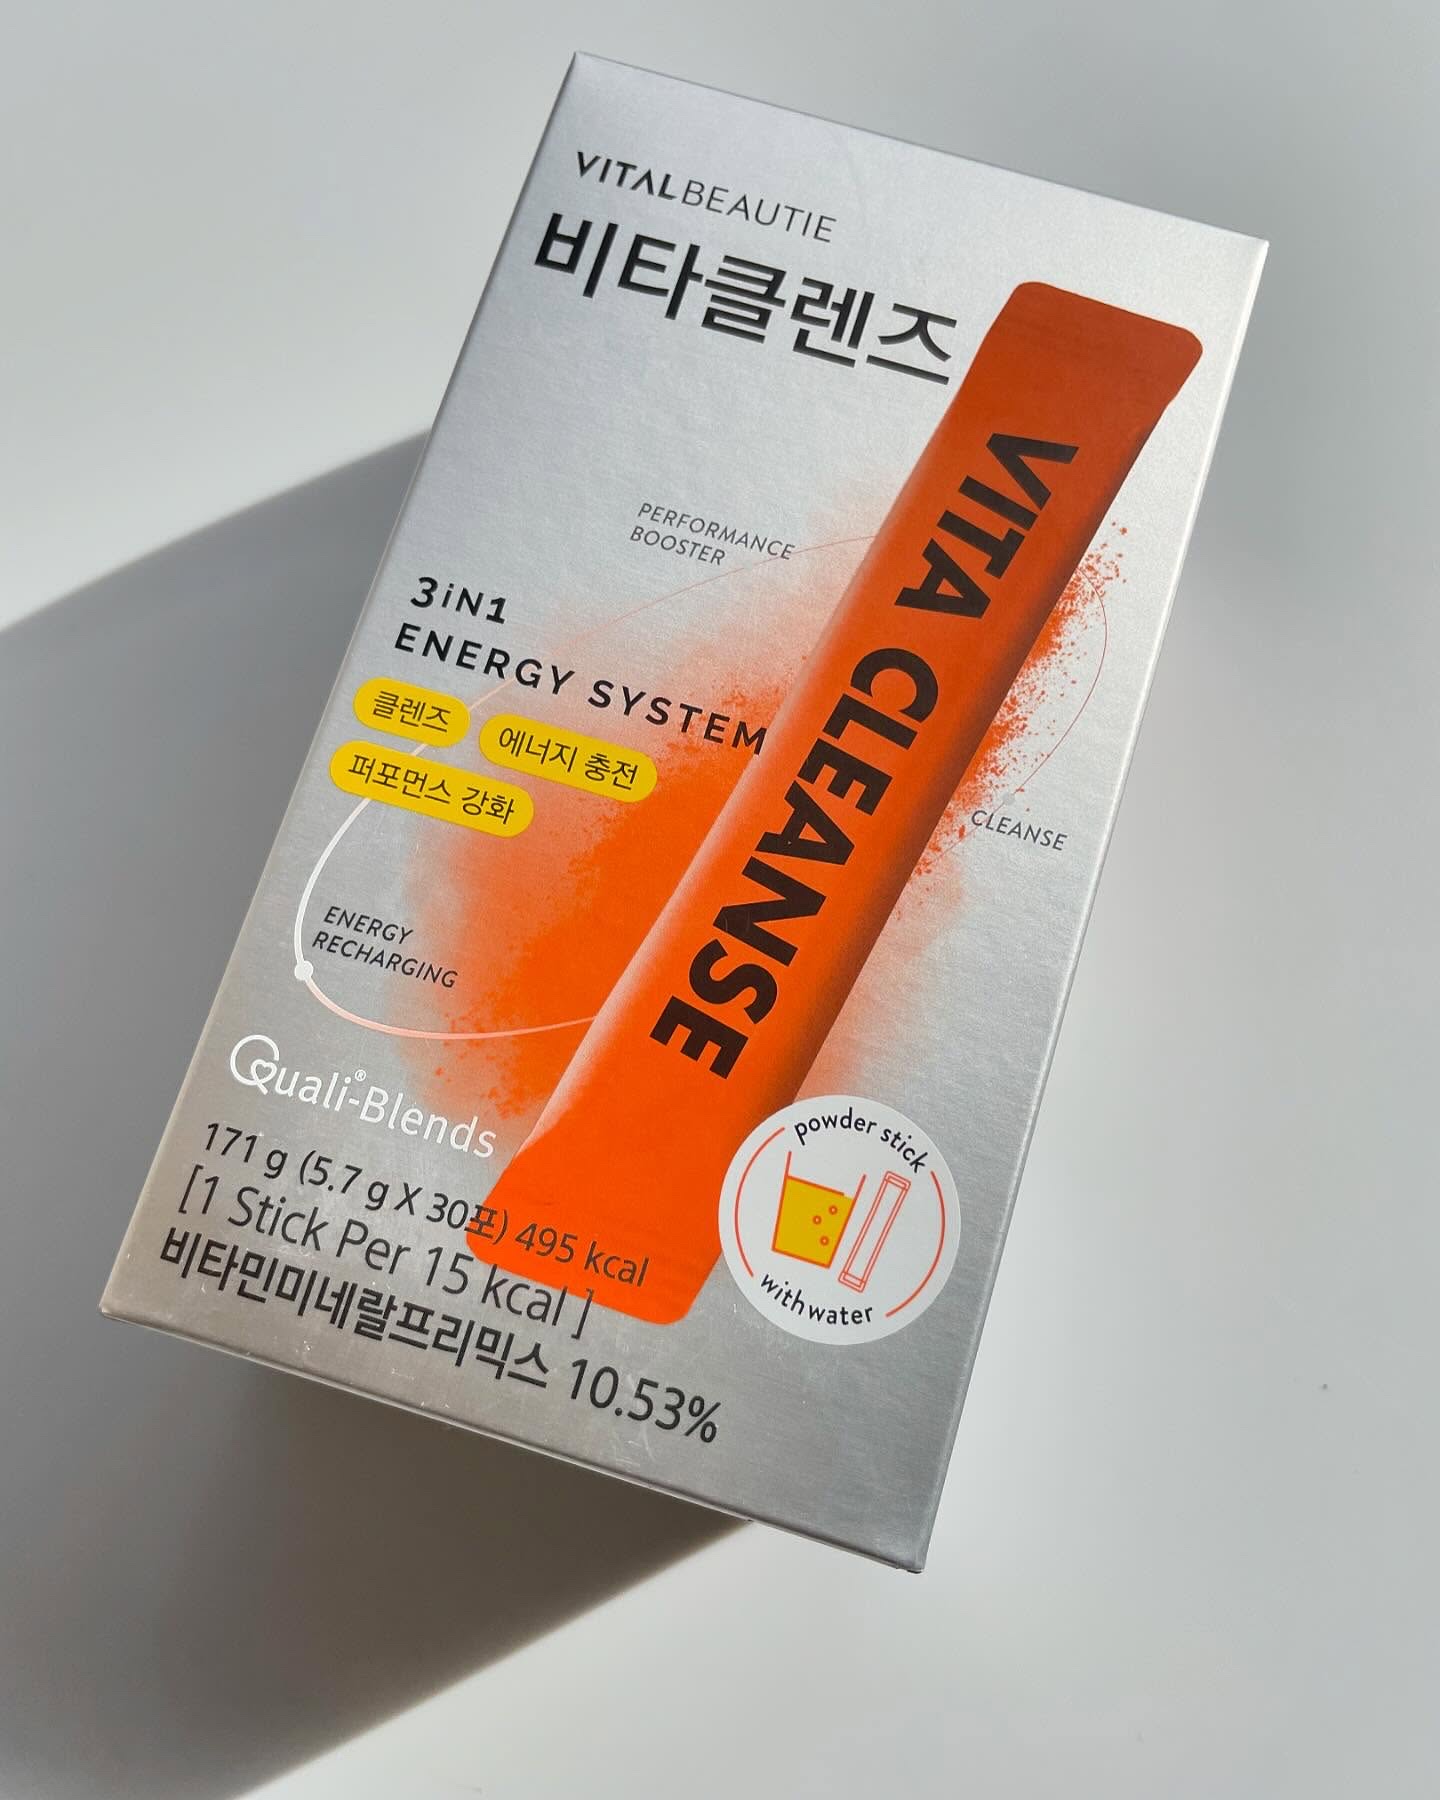 VITALBEAUTIE
비타클렌즈
VITA CLEANSE
PERFORMANCE
BOOSTER
3iN1
ENERGY SYSTEM
클렌즈 에너지 충전
퍼포먼스 강화
CLEANSE
ENERGY
RECHARGING
Quali®-Blends
171 g (5.7 g X 30포) 495 kcal
[1 Stick Per 15 kcal ]
비타민미네랄프리믹스 10.53%
powder stick
with water